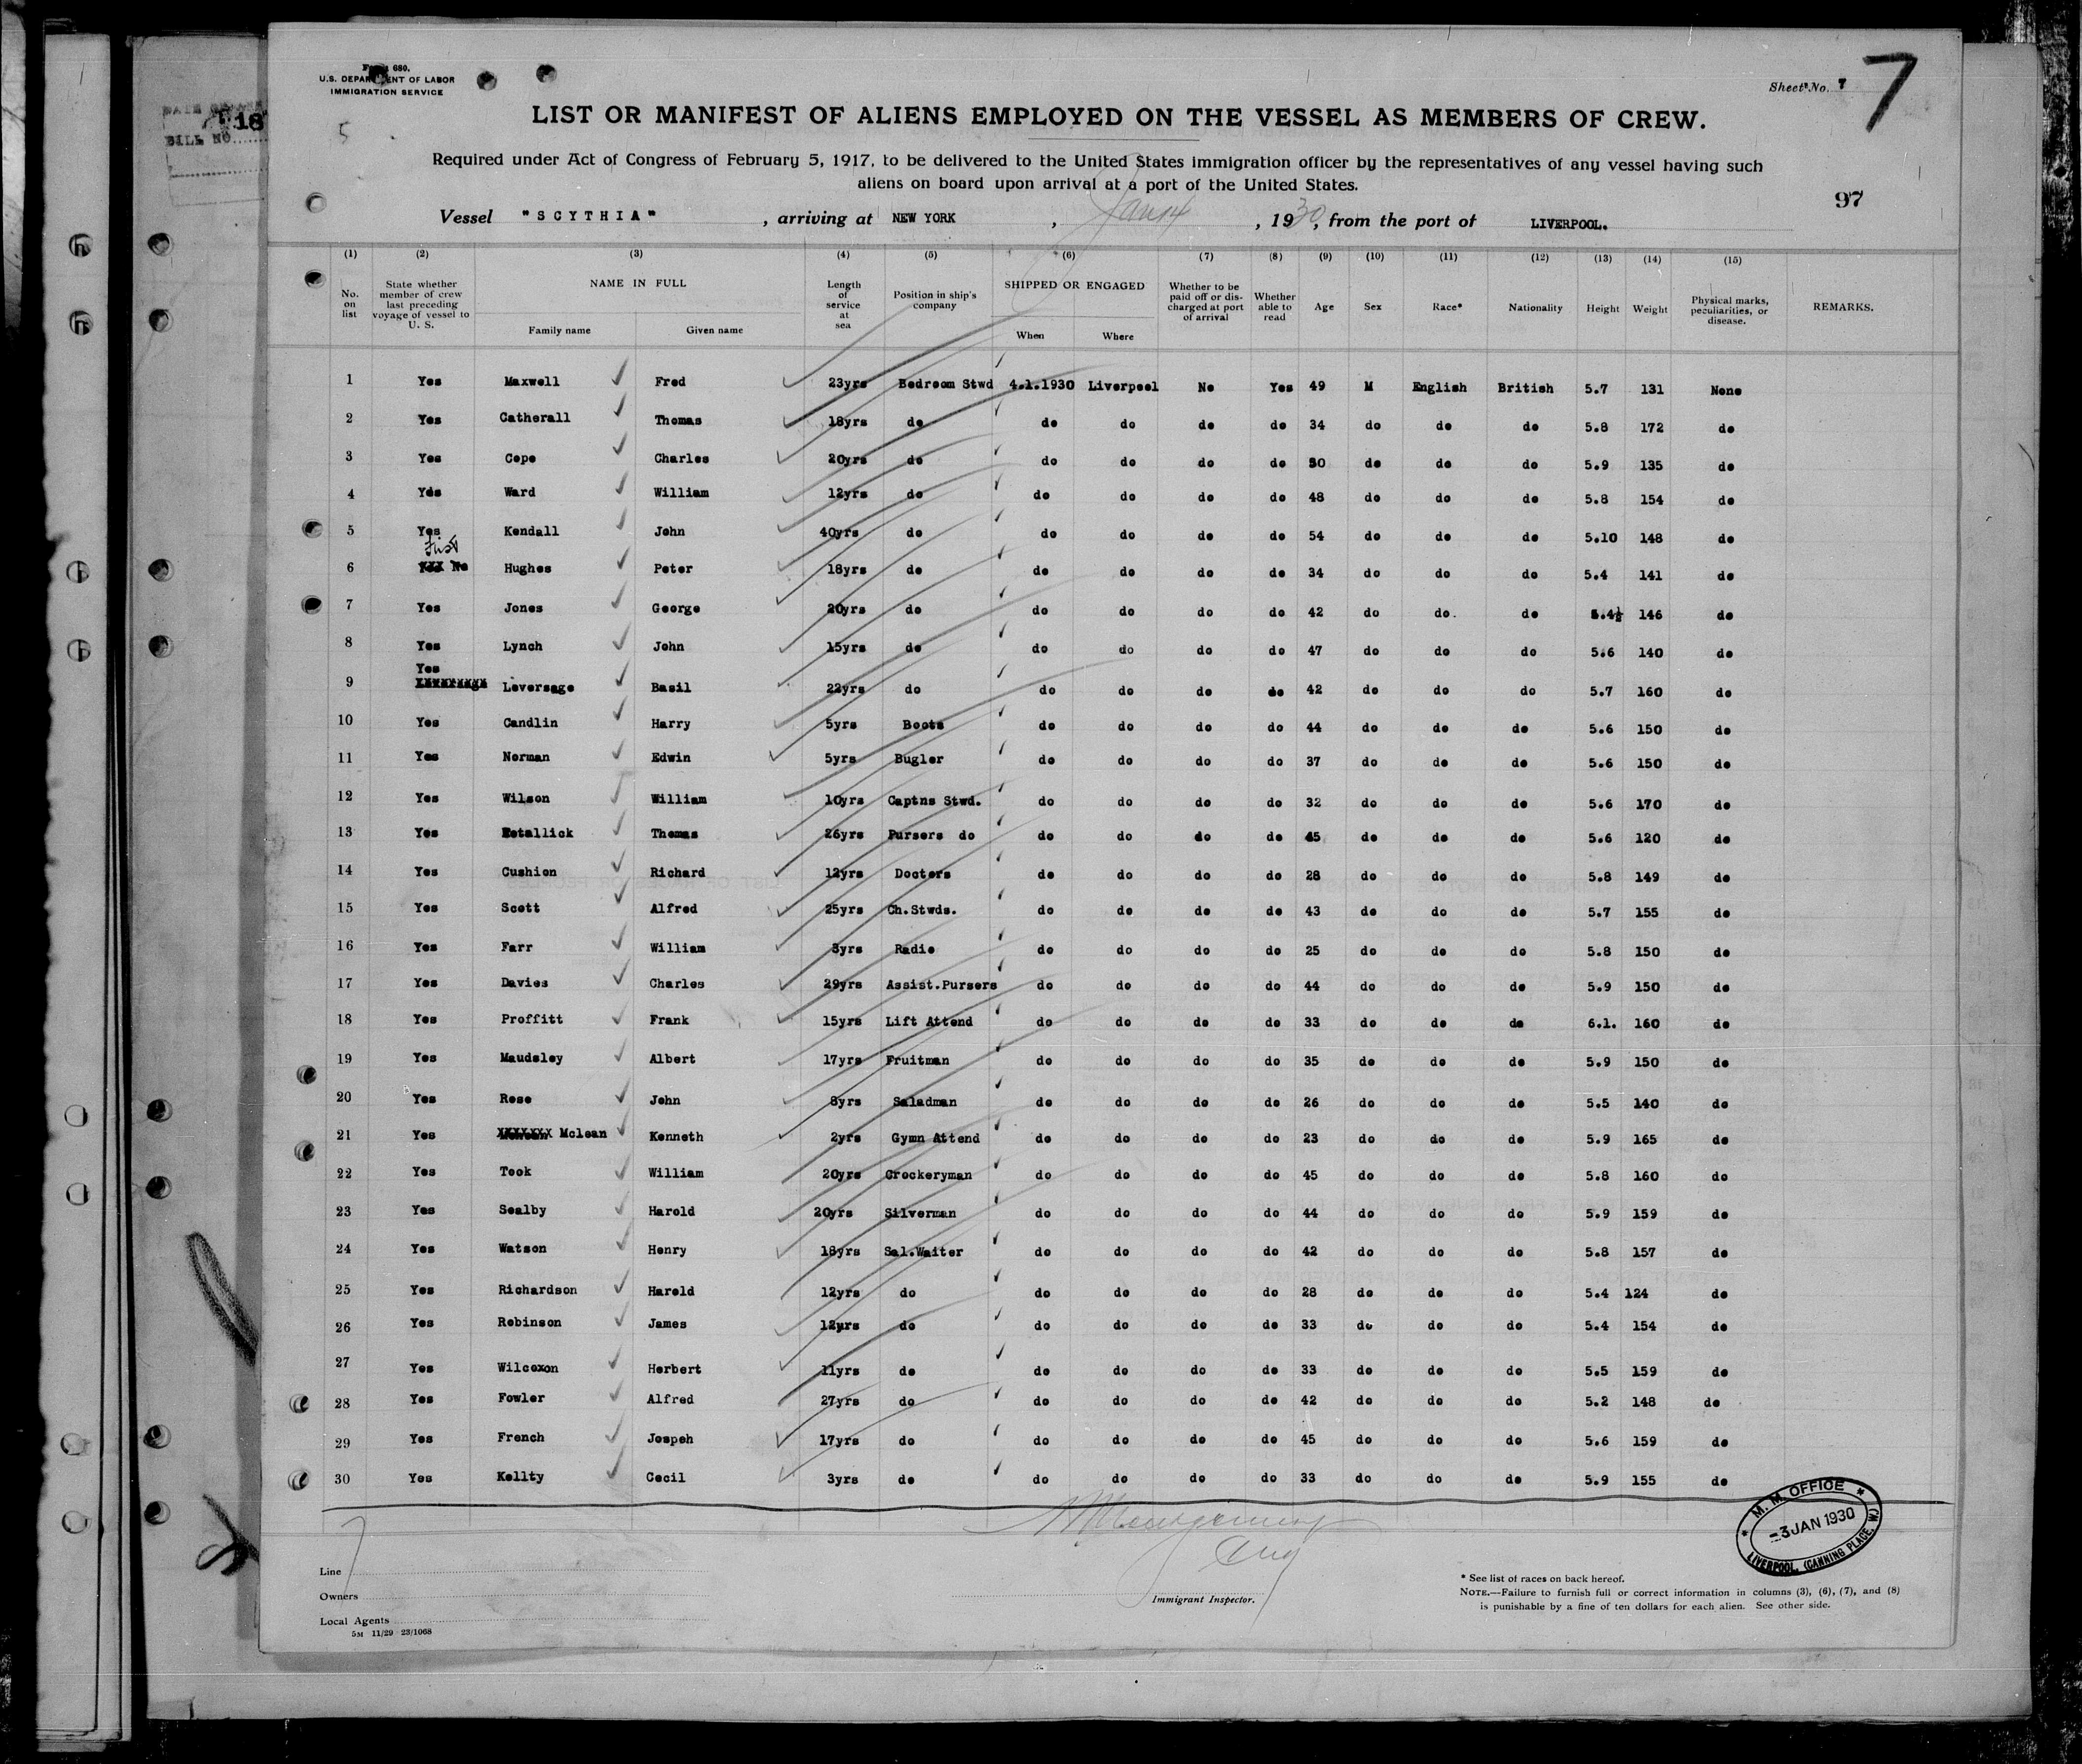 Form 680.
U.S. DEPARTMENT OF LABOR
IMMIGRATION SERVICE
Sheet No. 7
7
18
BILL NO
LIST OR MANIFEST OF ALIENS EMPLOYED ON THE VESSEL AS MEMBERS OF CREW.
Required under Act of Congress of February 5, 1917, to be delivered to the United States immigration officer by the representatives of any vessel having such
aliens on board upon arrival at a port of the United States.
97
Vessel "SCYTHIA", arriving at NEW YORK, Jany 14, 1930, from the port of LIVERPOOL.
(1) (2) (3) (4) (5) (6) (7) (8) (9) (10) (11) (12) (13) (14) (15)
No. on list State whether member of crew last preceding voyage of vessel to U. S. NAME IN FULL Family name Given name Length of service at sea Position in ship's company SHIPPED OR ENGAGED When Where Whether to be paid off or discharged at port of arrival Whether able to read Age Sex Race* Nationality Height Weight Physical marks, peculiarities, or disease. REMARKS.
1 Yes Maxwell Fred 23yrs Bedroom Stwd 4.1.1930 Liverpool No Yes 49 M English British 5.7 131 None
2 Yes Catherall Thomas 18yrs do do do do do 34 do do do 5.8 172 do
3 Yes Cope Charles 20yrs do do do do do 50 do do do 5.9 135 do
4 Yes Ward William 12yrs do do do do do 48 do do do 5.8 154 do
5 Yes Kendall John 40yrs do do do do do 54 do do do 5.10 148 do
First
6 No Hughes Peter 18yrs do do do do do 34 do do do 5.4 141 do
7 Yes Jones George 20yrs do do do do do 42 do do. do 5.4½ 146 do
8 Yes Lynch John 15yrs do do do do do 47 do do do 5.6 140 do
9 Yes Leversage Basil 22yrs do do do do do 42 do do do 5.7 160 do
10 Yes Candlin Harry 5yrs Boots do do do do 44 do do do 5.6 150 do
11 Yes Norman Edwin 5yrs Bugler do do do do 37 do do do 5.6 150 do
12 Yes Wilson William 10yrs Captns Stwd. do do do do 32 do do do 5.6 170 do
13 Yes Retallick Thomas 26yrs Pursers do do do do do 45 do do do 5.6 120 do
14 Yes Cushion Richard 12yrs Doctors do do do do 28 do do do 5.8 149 do
15 Yes Scott Alfred 25yrs Ch.Stwds. do do do do 43 do do do 5.7 155 do
16 Yes Farr William 3yrs Radio do do do do 25 do do do 5.8 150 do
17 Yes Davies Charles 29yrs Assist.Pursers do do do do 44 do do do 5.9 150 do
18 Yes Proffitt Frank 15yrs Lift Attend do do do do 33 do do do 6.1. 160 do
19 Yes Maudsley Albert 17yrs Fruitman do do do do 35 do do do 5.9 150 do
20 Yes Rose John 8yrs Saladman do do do do 26 do do do 5.5 140 do
21 Yes Mclean Kenneth 2yrs Gymn Attend do do do do 23 do do do 5.9 165 do
22 Yes Took William 20yrs Crockeryman do do do do 45 do do do 5.8 160 do
23 Yes Sealby Harold 20yrs Silverman do do do do 44 do do do 5.9 159 do
24 Yes Watson Henry 18yrs Sal.Waiter do do do do 42 do do do 5.8 157 do
25 Yes Richardson Harold 12yrs do do do do do 28 do do do 5.4 124 do
26 Yes Robinson James 12urs do do do do do 33 do do do 5.4 154 do
27 Yes Wilcoxon Herbert 11yrs do do do do do 33 do do do 5.5 159 do
28 Yes Fowler Alfred 27yrs do do do do do 42 do do do 5.2 148 do
29 Yes French Jospeh 17yrs do do do do do 45 do do do 5.6 159 do
30 Yes Kellty Cecil 3yrs do do do do do 33 do do do 5.9 155 do
M. M. OFFICE
-3 JAN 1930
LIVERPOOL, (CANNING PLACE, W.)
Line
Owners
Local Agents
5M 11/29 23/1068
Immigrant Inspector.
* See list of races on back hereof.
NOTE.—Failure to furnish full or correct information in columns (3), (6), (7), and (8)
is punishable by a fine of ten dollars for each alien. See other side.